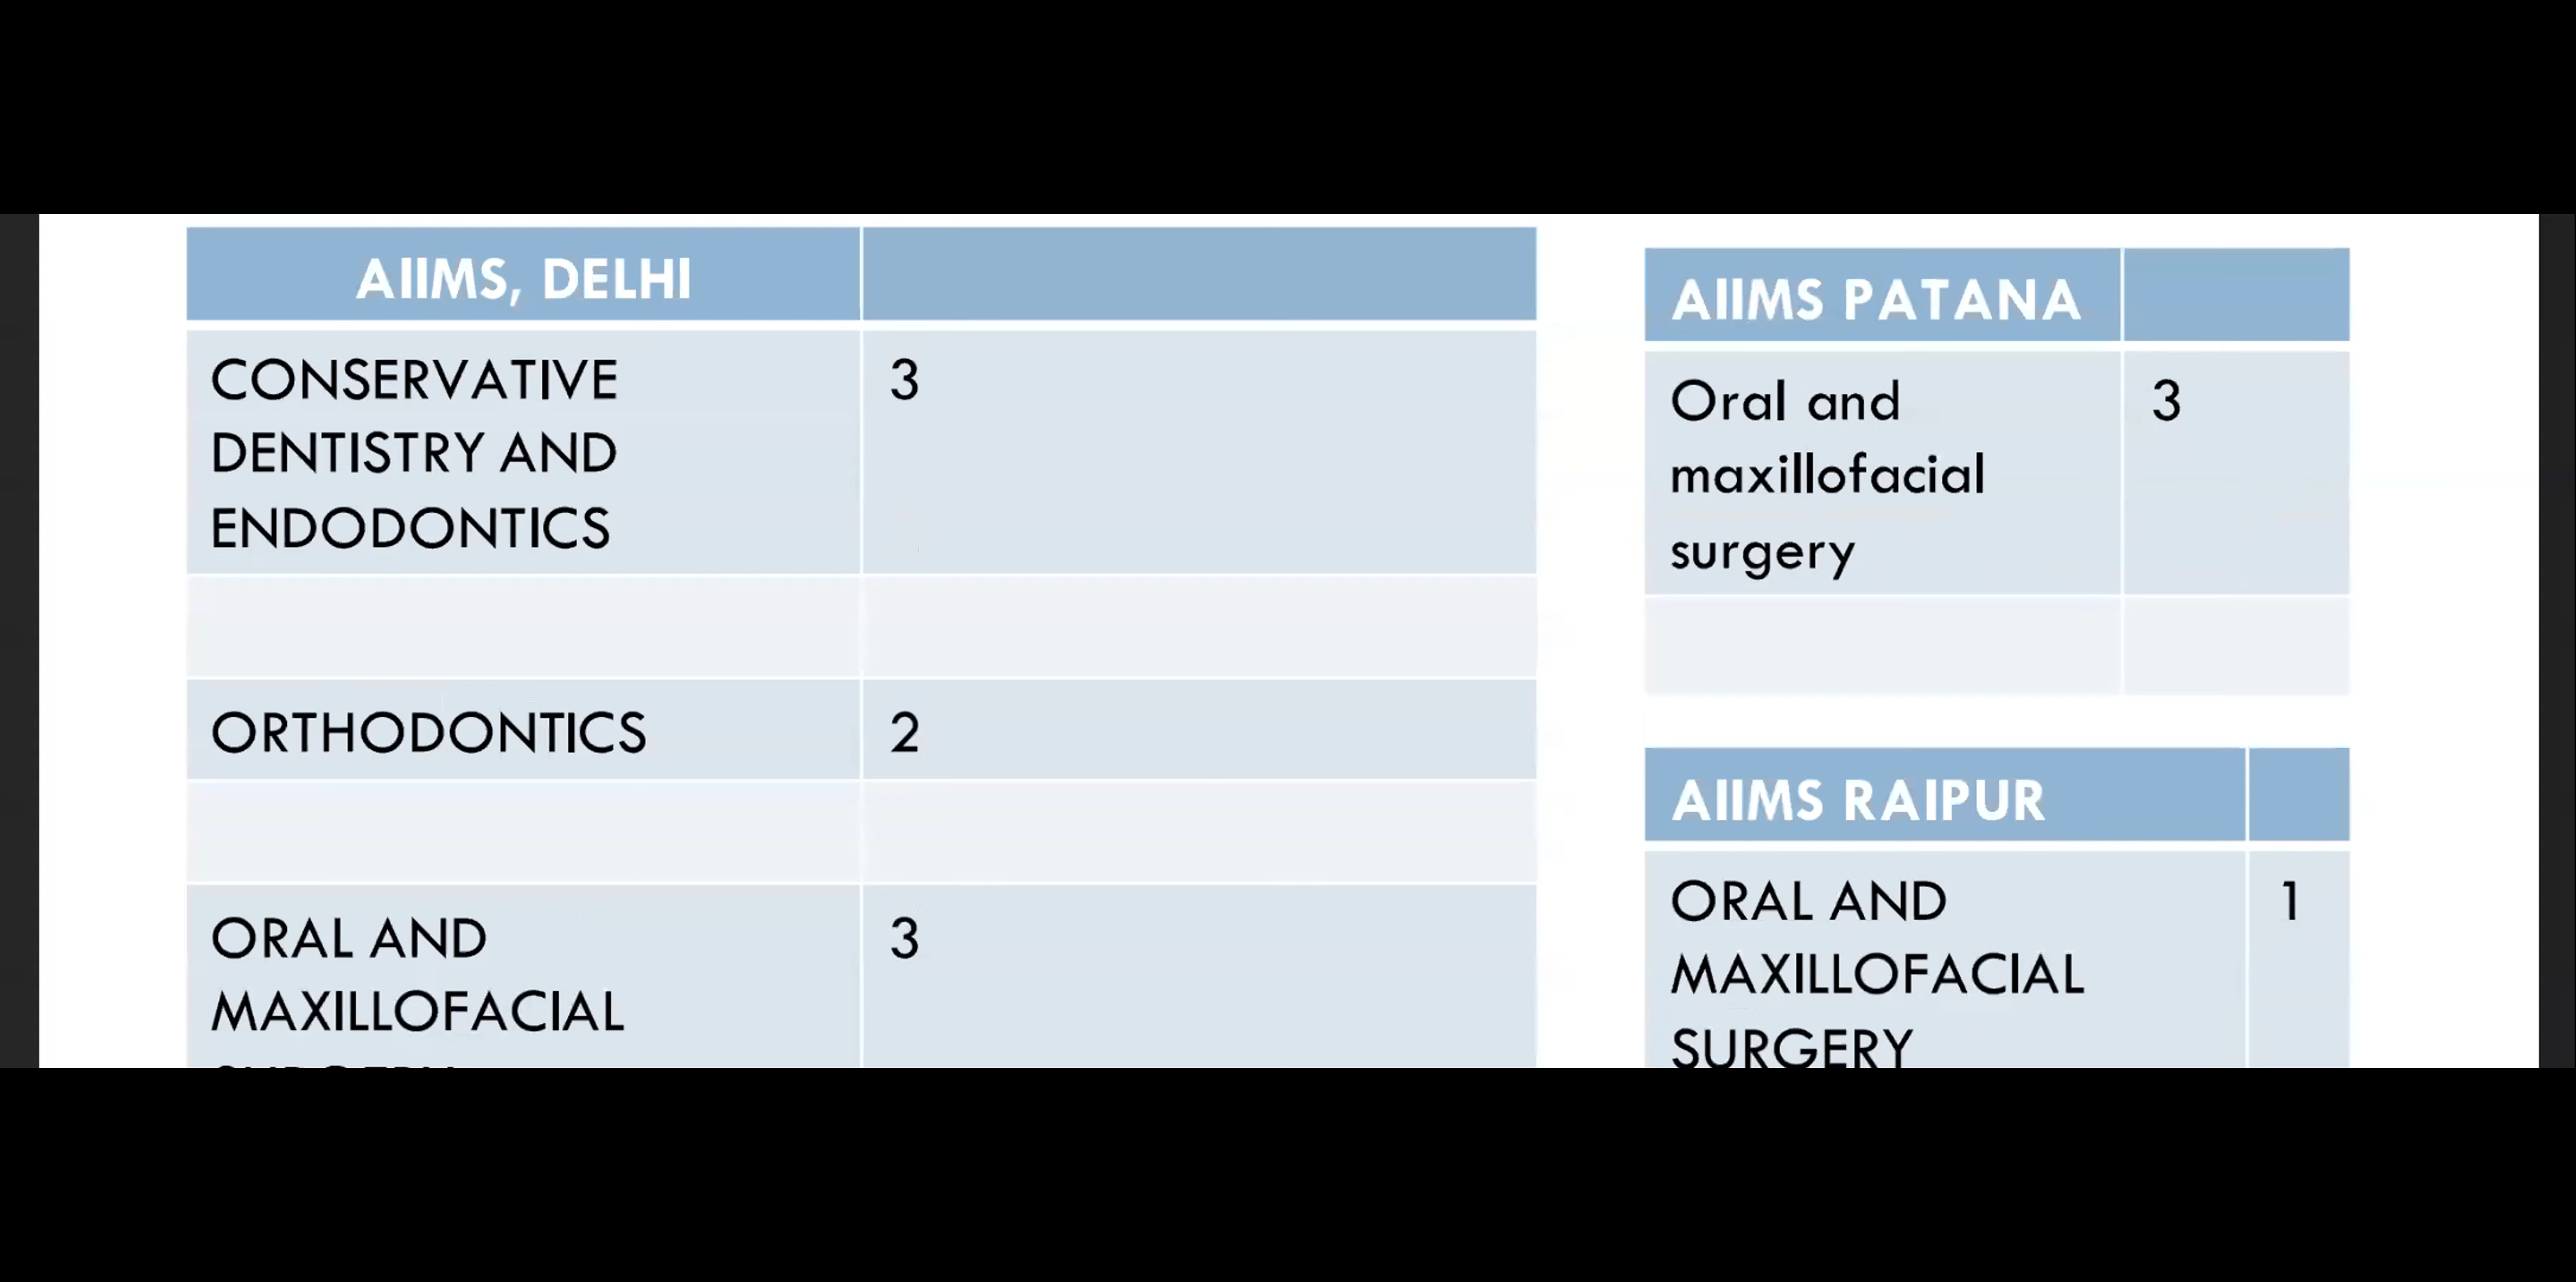 AIIMS, DELHI
CONSERVATIVE
DENTISTRY AND
ENDODONTICS
3
ORTHODONTICS
2
ORAL AND
MAXILLOFACIAL
3
AIIMS PATANA
Oral and
maxillofacial
surgery
3
AIIMS RAIPUR
ORAL AND
MAXILLOFACIAL
SURGERY
1